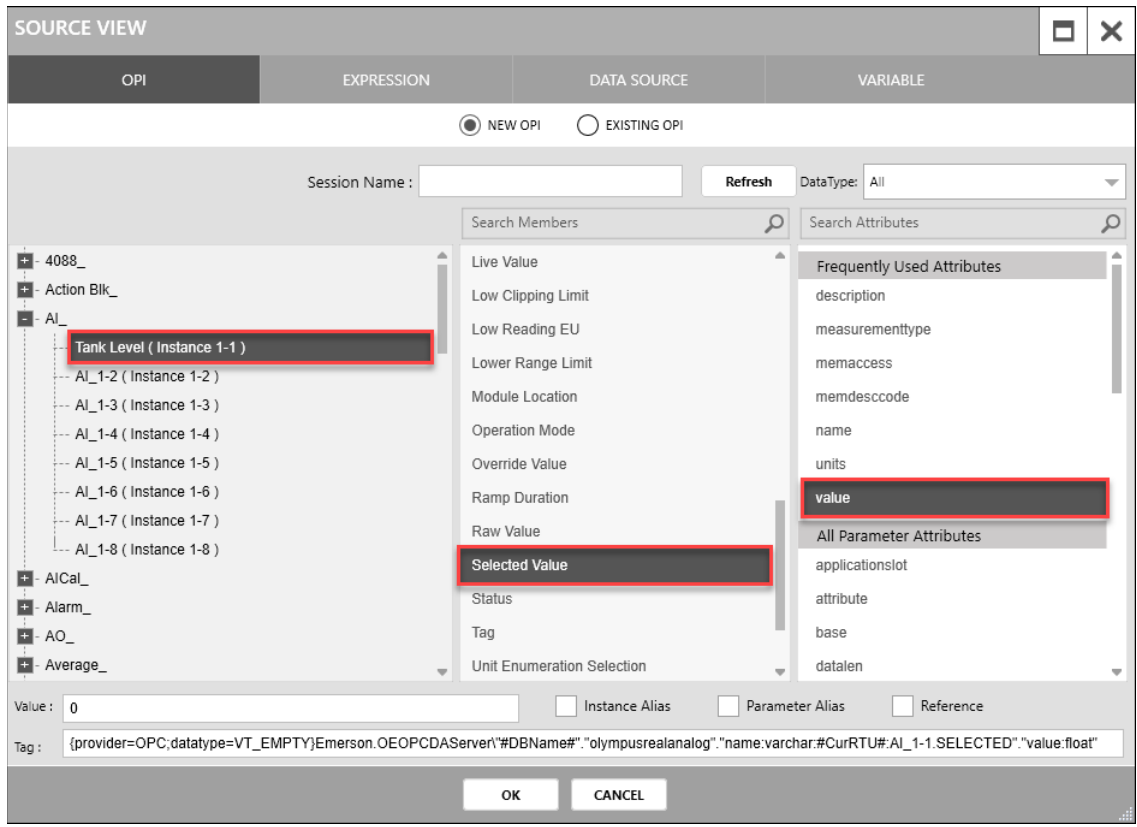 SOURCE VIEW
OPI
EXPRESSION
DATA SOURCE
VARIABLE
NEW OPI
EXISTING OPI
Session Name :
Refresh
DataType: All
Search Members
Search Attributes
4088_
Action Blk_
AI_
Tank Level ( Instance 1-1 )
AI_1-2 ( Instance 1-2 )
AI_1-3 ( Instance 1-3 )
AI_1-4 ( Instance 1-4 )
AI_1-5 ( Instance 1-5 )
AI_1-6 ( Instance 1-6 )
AI_1-7 ( Instance 1-7 )
AI_1-8 ( Instance 1-8 )
AICal_
Alarm_
AO_
Average_
Live Value
Low Clipping Limit
Low Reading EU
Lower Range Limit
Module Location
Operation Mode
Override Value
Ramp Duration
Raw Value
Selected Value
Status
Tag
Unit Enumeration Selection
Frequently Used Attributes
description
measurementtype
memaccess
memdesccode
name
units
value
All Parameter Attributes
applicationslot
attribute
base
datalen
Value : 0
Instance Alias
Parameter Alias
Reference
Tag : {provider=OPC;datatype=VT_EMPTY}Emerson.OEOPCDAServer\"#DBName#"."olympusrealanalog"."name:varchar:#CurRTU#:AI_1-1.SELECTED"."value:float"
OK
CANCEL